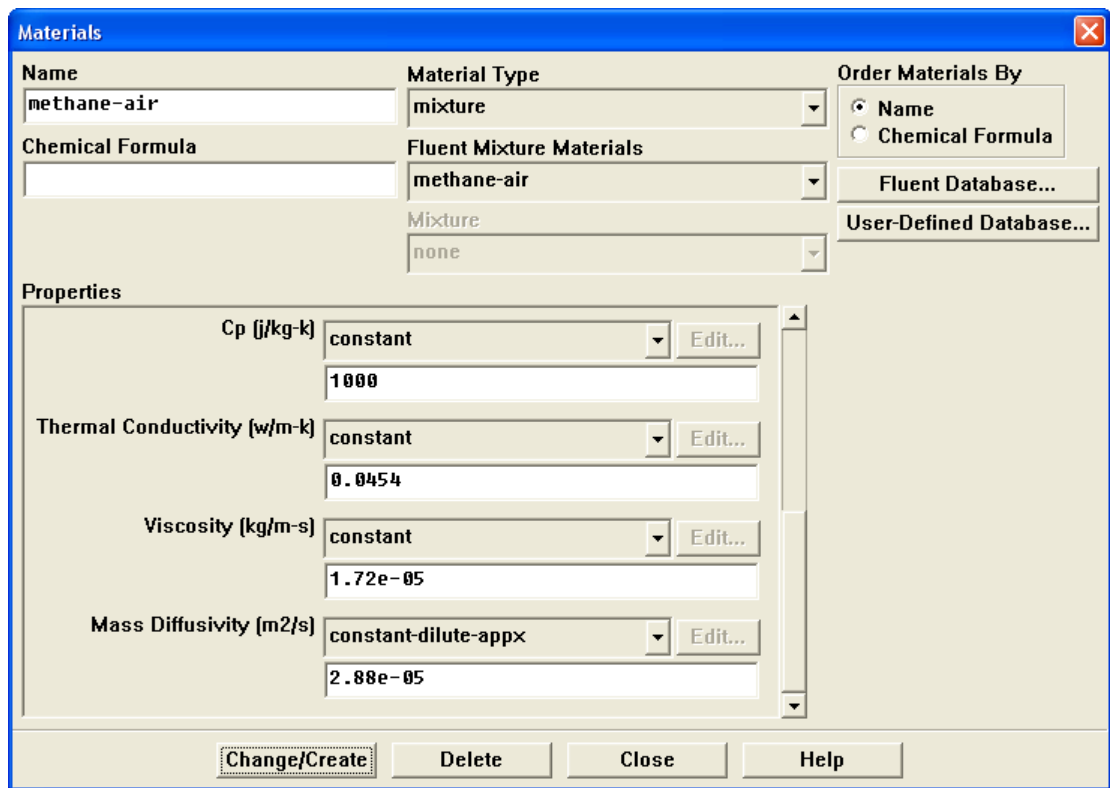 Materials
Name
methane-air
Chemical Formula
Material Type
mixture
Fluent Mixture Materials
methane-air
Mixture
none
Order Materials By
Name
Chemical Formula
Fluent Database...
User-Defined Database...
Properties
Cp (j/kg-k)
constant
Edit...
1000
Thermal Conductivity (w/m-k)
constant
Edit...
0.0454
Viscosity (kg/m-s)
constant
Edit...
1.72e-05
Mass Diffusivity (m2/s)
constant-dilute-appx
Edit...
2.88e-05
Change/Create
Delete
Close
Help